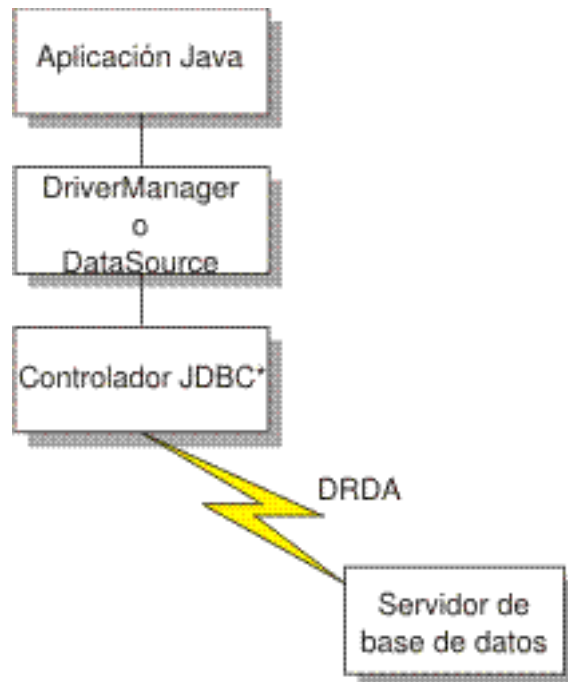 Aplicación Java
DriverManager
o
DataSource
Controlador JDBC*
DRDA
Servidor de
base de datos